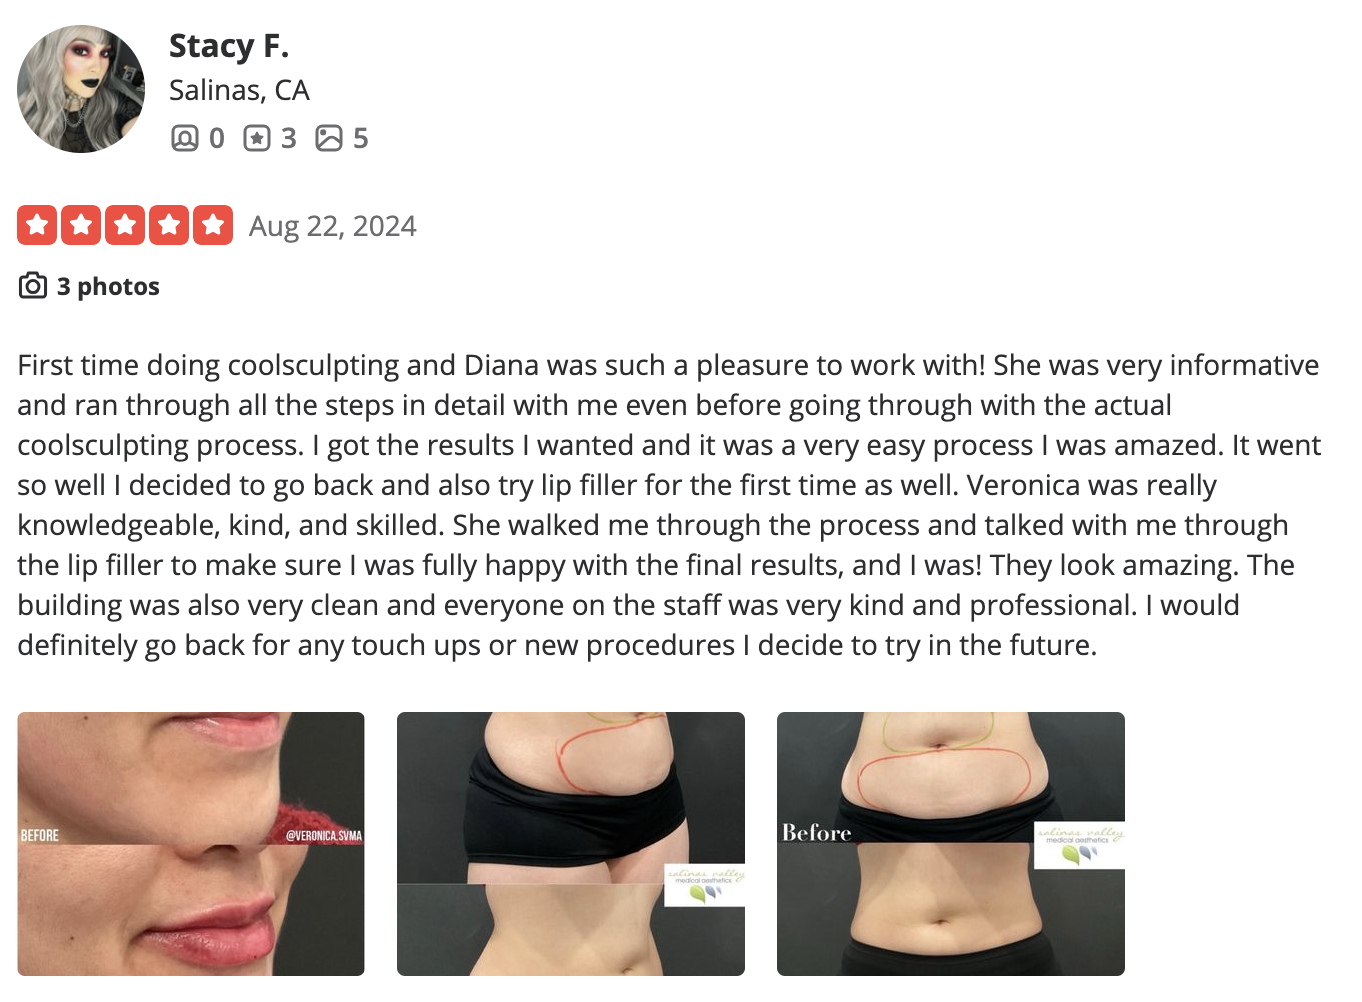 Stacy F.
Salinas, CA
0 3 5
Aug 22, 2024
3 photos
First time doing coolsculpting and Diana was such a pleasure to work with! She was very informative
and ran through all the steps in detail with me even before going through with the actual
coolsculpting process. I got the results I wanted and it was a very easy process I was amazed. It went
so well I decided to go back and also try lip filler for the first time as well. Veronica was really
knowledgeable, kind, and skilled. She walked me through the process and talked with me through
the lip filler to make sure I was fully happy with the final results, and I was! They look amazing. The
building was also very clean and everyone on the staff was very kind and professional. I would
definitely go back for any touch ups or new procedures I decide to try in the future.
BEFORE
@VERONICA.SVMA
salinas valley
medical aesthetics
Before
salinas valley
medical aesthetics